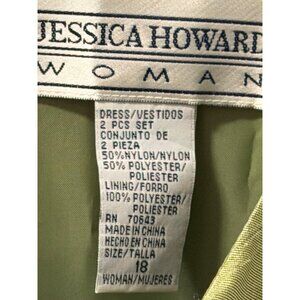 JESSICA HOWARD
WOMAN
DRESS/VESTIDOS
2 PCS SET
CONJUNTO DE
2 PIEZA
50%NYLON/NYLON
50% POLYESTER/
POLIESTER
LINING/FORRO
100% POLYESTER/
POLIESTER
RN 70643
MADE IN CHINA
HECHO EN CHINA
SIZE/TALLA
18
WOMAN/MUJERES